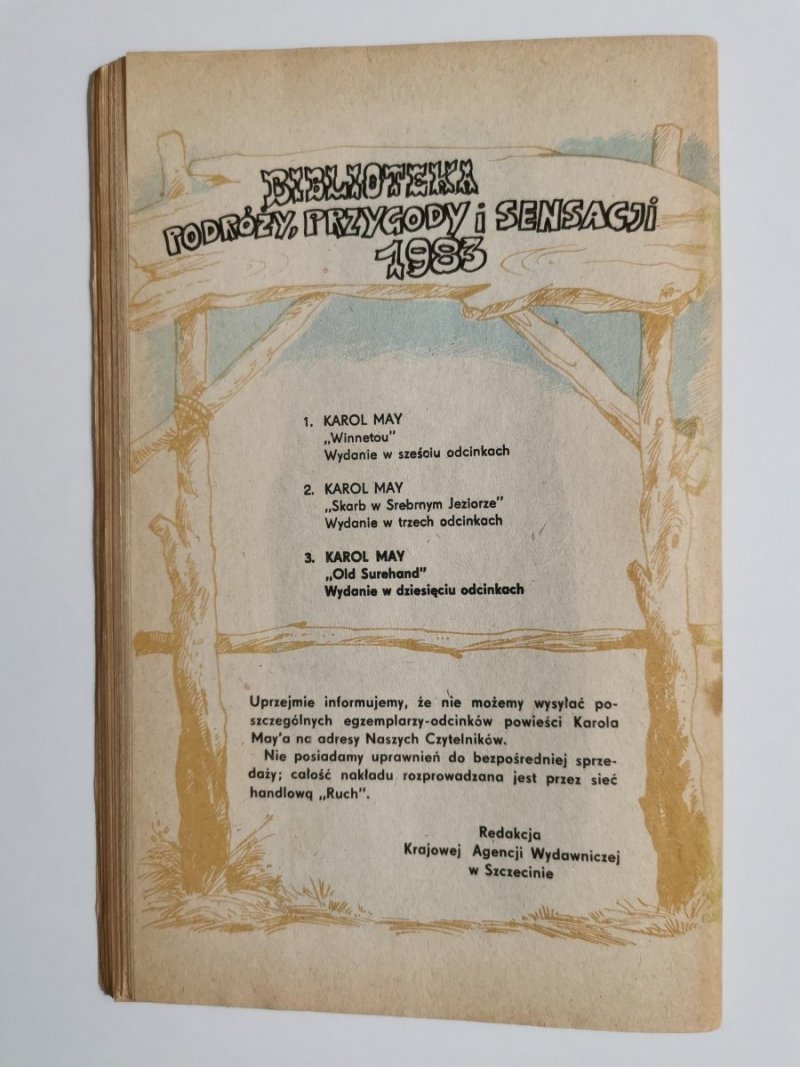 BIBLIOTEKA
PODRÓŻY, PRZYGODY i SENSACJi
1983
1. KAROL MAY
„Winnetou"
Wydanie w sześciu odcinkach
2. KAROL MAY
„Skarb w Srebrnym Jeziorze"
Wydanie w trzech odcinkach
3. KAROL MAY
„Old Surehand"
Wydanie w dziesięciu odcinkach
Uprzejmie informujemy, że nie możemy wysyłać po-
szczególnych egzemplarzy-odcinków powieści Karola
May'a na adresy Naszych Czytelników.
Nie posiadamy uprawnień do bezpośredniej sprze-
daży; całość nakładu rozprowadzana jest przez sieć
handlową „Ruch".
Redakcja
Krajowej Agencji Wydawniczej
w Szczecinie